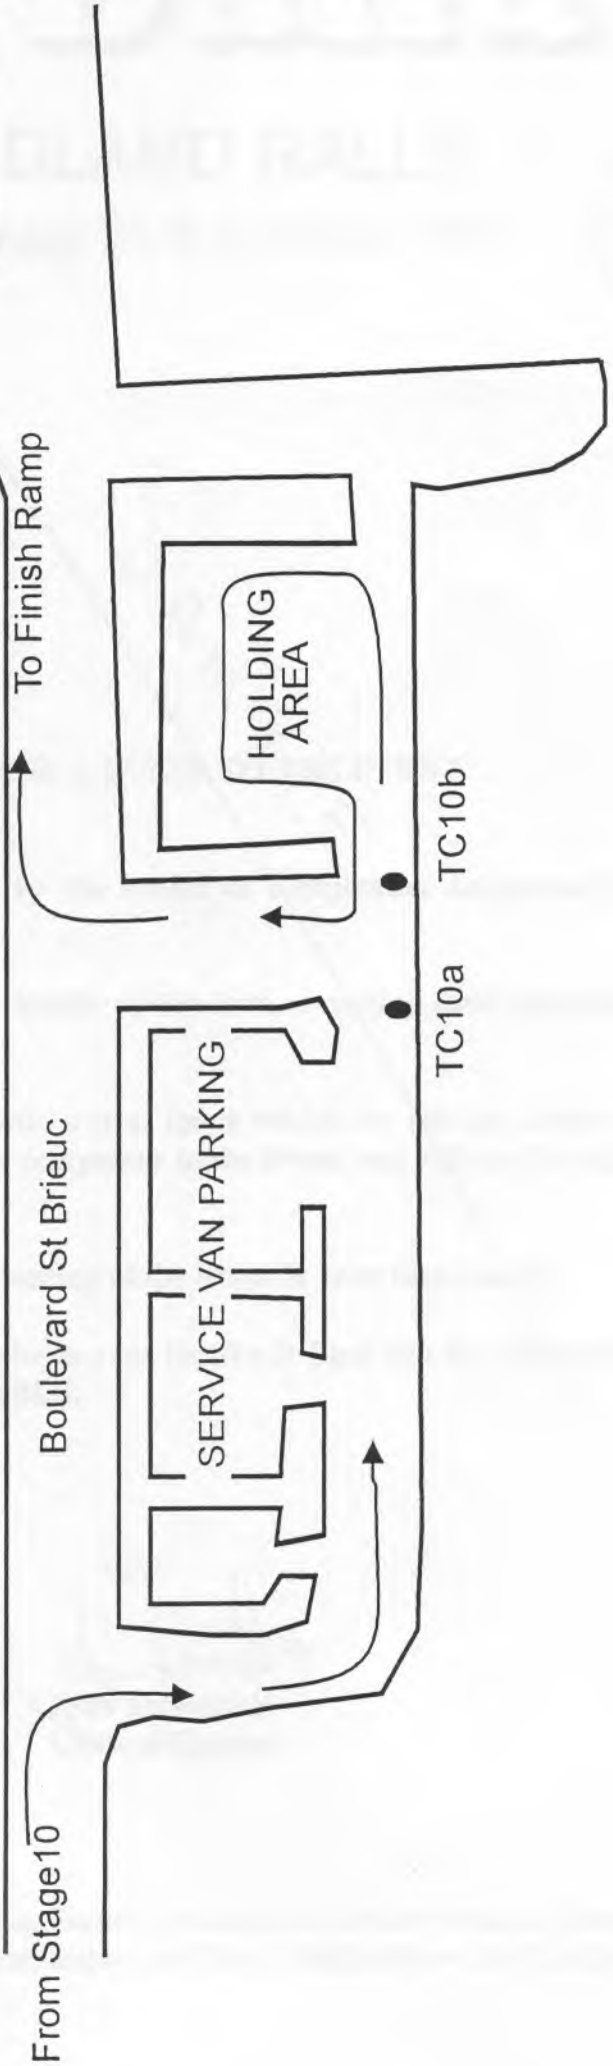 From Stage10
Boulevard St Brieuc
To Finish Ramp
SERVICE VAN PARKING
HOLDING
AREA
TC10a
TC10b